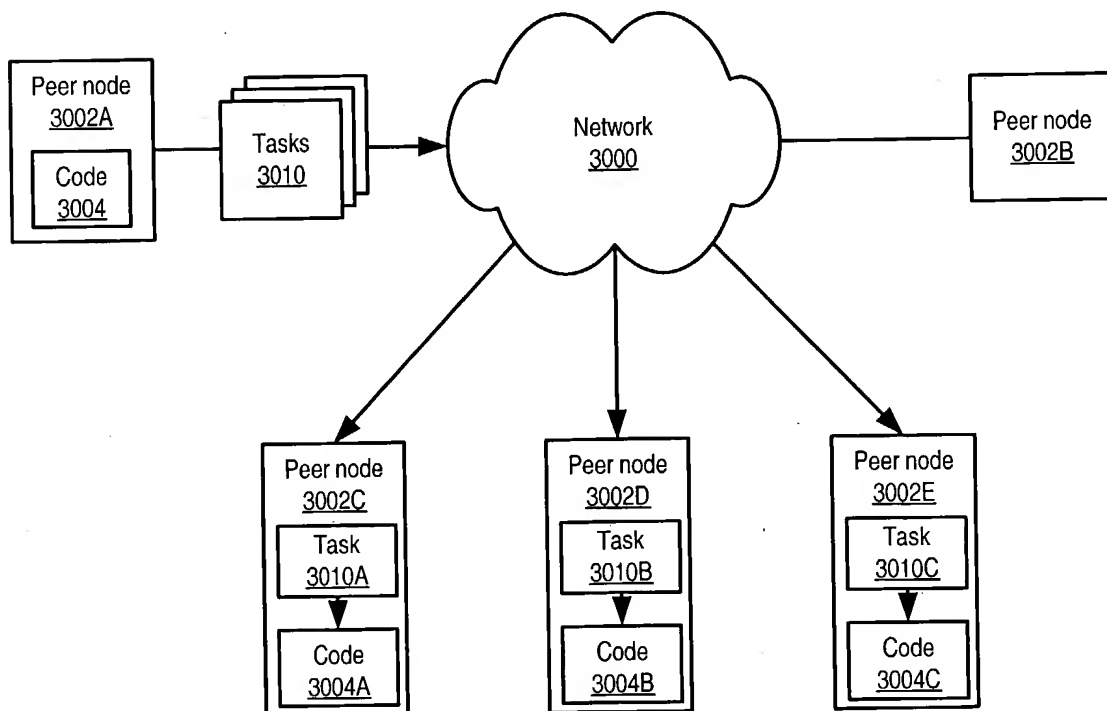 Peer node
3002A
Code
3004
Tasks
3010
Network
3000
Peer node
3002B
Peer node
3002C
Task
3010A
Code
3004A
Peer node
3002D
Task
3010B
Code
3004B
Peer node
3002E
Task
3010C
Code
3004C